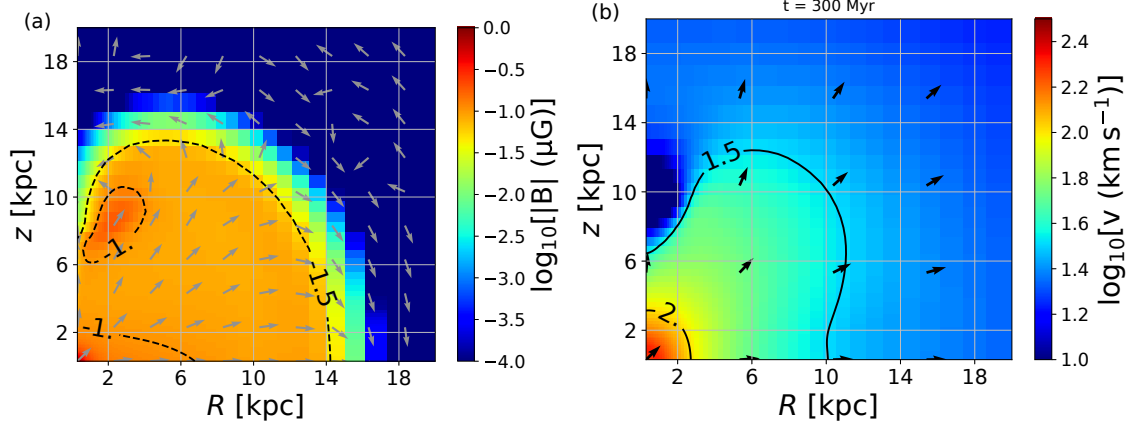 (a)
18
14
10
6
2
z [kpc]
1.
1.5
-1.
2 6 10 14 18
R [kpc]
0.0
−0.5
−1.0
−1.5
−2.0
−2.5
−3.0
−3.5
−4.0
log₁₀[|B| (μG)]
(b)
t = 300 Myr
18
14
10
6
2
z [kpc]
1.5
2.
2 6 10 14 18
R [kpc]
2.4
2.2
2.0
1.8
1.6
1.4
1.2
1.0
log₁₀[v (km s⁻¹)]